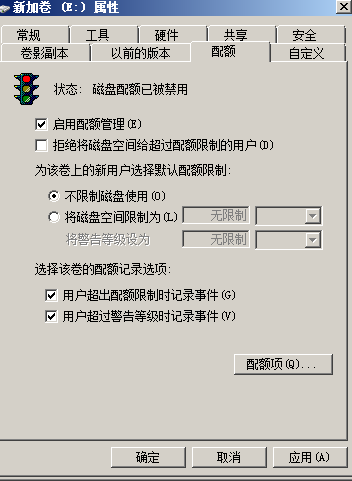 新加卷 (E:) 属性
常规 工具 硬件 共享 安全
卷影副本 以前的版本 配额 自定义
状态: 磁盘配额已被禁用
启用配额管理(E)
拒绝将磁盘空间给超过配额限制的用户(D)
为该卷上的新用户选择默认配额限制:
不限制磁盘使用(O)
将磁盘空间限制为(L) 无限制
将警告等级设为 无限制
选择该卷的配额记录选项:
用户超出配额限制时记录事件(G)
用户超过警告等级时记录事件(V)
配额项(Q)...
确定 取消 应用(A)